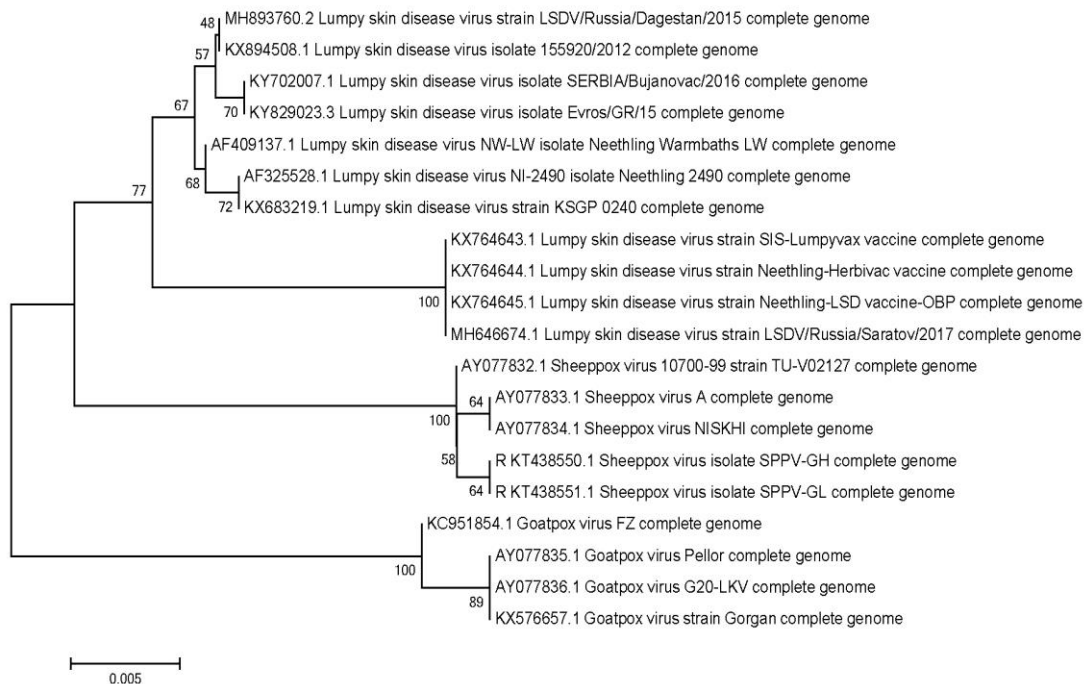 48
MH893760.2 Lumpy skin disease virus strain LSDV/Russia/Dagestan/2015 complete genome
57
KX894508.1 Lumpy skin disease virus isolate 155920/2012 complete genome
KY702007.1 Lumpy skin disease virus isolate SERBIA/Bujanovac/2016 complete genome
67
70
KY829023.3 Lumpy skin disease virus isolate Evros/GR/15 complete genome
AF409137.1 Lumpy skin disease virus NW-LW isolate Neethling Warmbaths LW complete genome
77
68
AF325528.1 Lumpy skin disease virus NI-2490 isolate Neethling 2490 complete genome
72
KX683219.1 Lumpy skin disease virus strain KSGP 0240 complete genome
KX764643.1 Lumpy skin disease virus strain SIS-Lumpyvax vaccine complete genome
KX764644.1 Lumpy skin disease virus strain Neethling-Herbivac vaccine complete genome
100
KX764645.1 Lumpy skin disease virus strain Neethling-LSD vaccine-OBP complete genome
MH646674.1 Lumpy skin disease virus strain LSDV/Russia/Saratov/2017 complete genome
AY077832.1 Sheeppox virus 10700-99 strain TU-V02127 complete genome
64
AY077833.1 Sheeppox virus A complete genome
100
AY077834.1 Sheeppox virus NISKHI complete genome
58
R KT438550.1 Sheeppox virus isolate SPPV-GH complete genome
64
R KT438551.1 Sheeppox virus isolate SPPV-GL complete genome
KC951854.1 Goatpox virus FZ complete genome
100
AY077835.1 Goatpox virus Pellor complete genome
AY077836.1 Goatpox virus G20-LKV complete genome
89
KX576657.1 Goatpox virus strain Gorgan complete genome
0.005